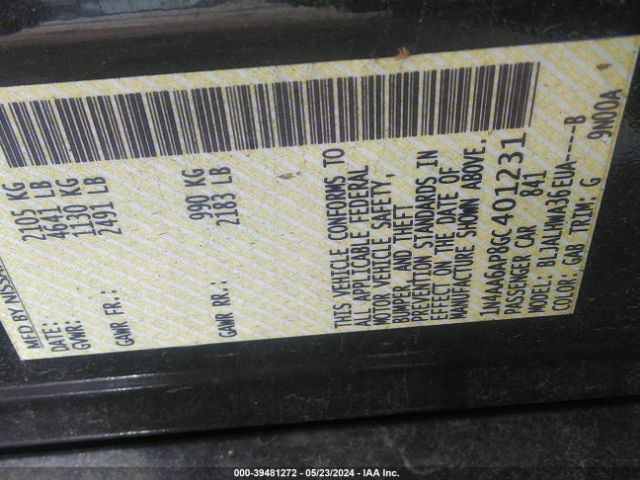 MFD BY NISSA
DATE:
GVWR: 2105 KG
4641 LB
GAWR FR.: 1130 KG
2491 LB
GAWR RR.: 990 KG
2183 LB
THIS VEHICLE CONFORMS TO
ALL APPLICABLE FEDERAL
MOTOR VEHICLE SAFETY,
BUMPER, AND THEFT
PREVENTION STANDARDS IN
EFFECT ON THE DATE OF
MANUFACTURE SHOWN ABOVE.
1N4AA6AP8GC401231
PASSENGER CAR 841
MODEL: BLJALHWA36EUA----B
COLOR: GAB TRIM: G 9N00A
000-39481272 - 05/23/2024 - IAA Inc.